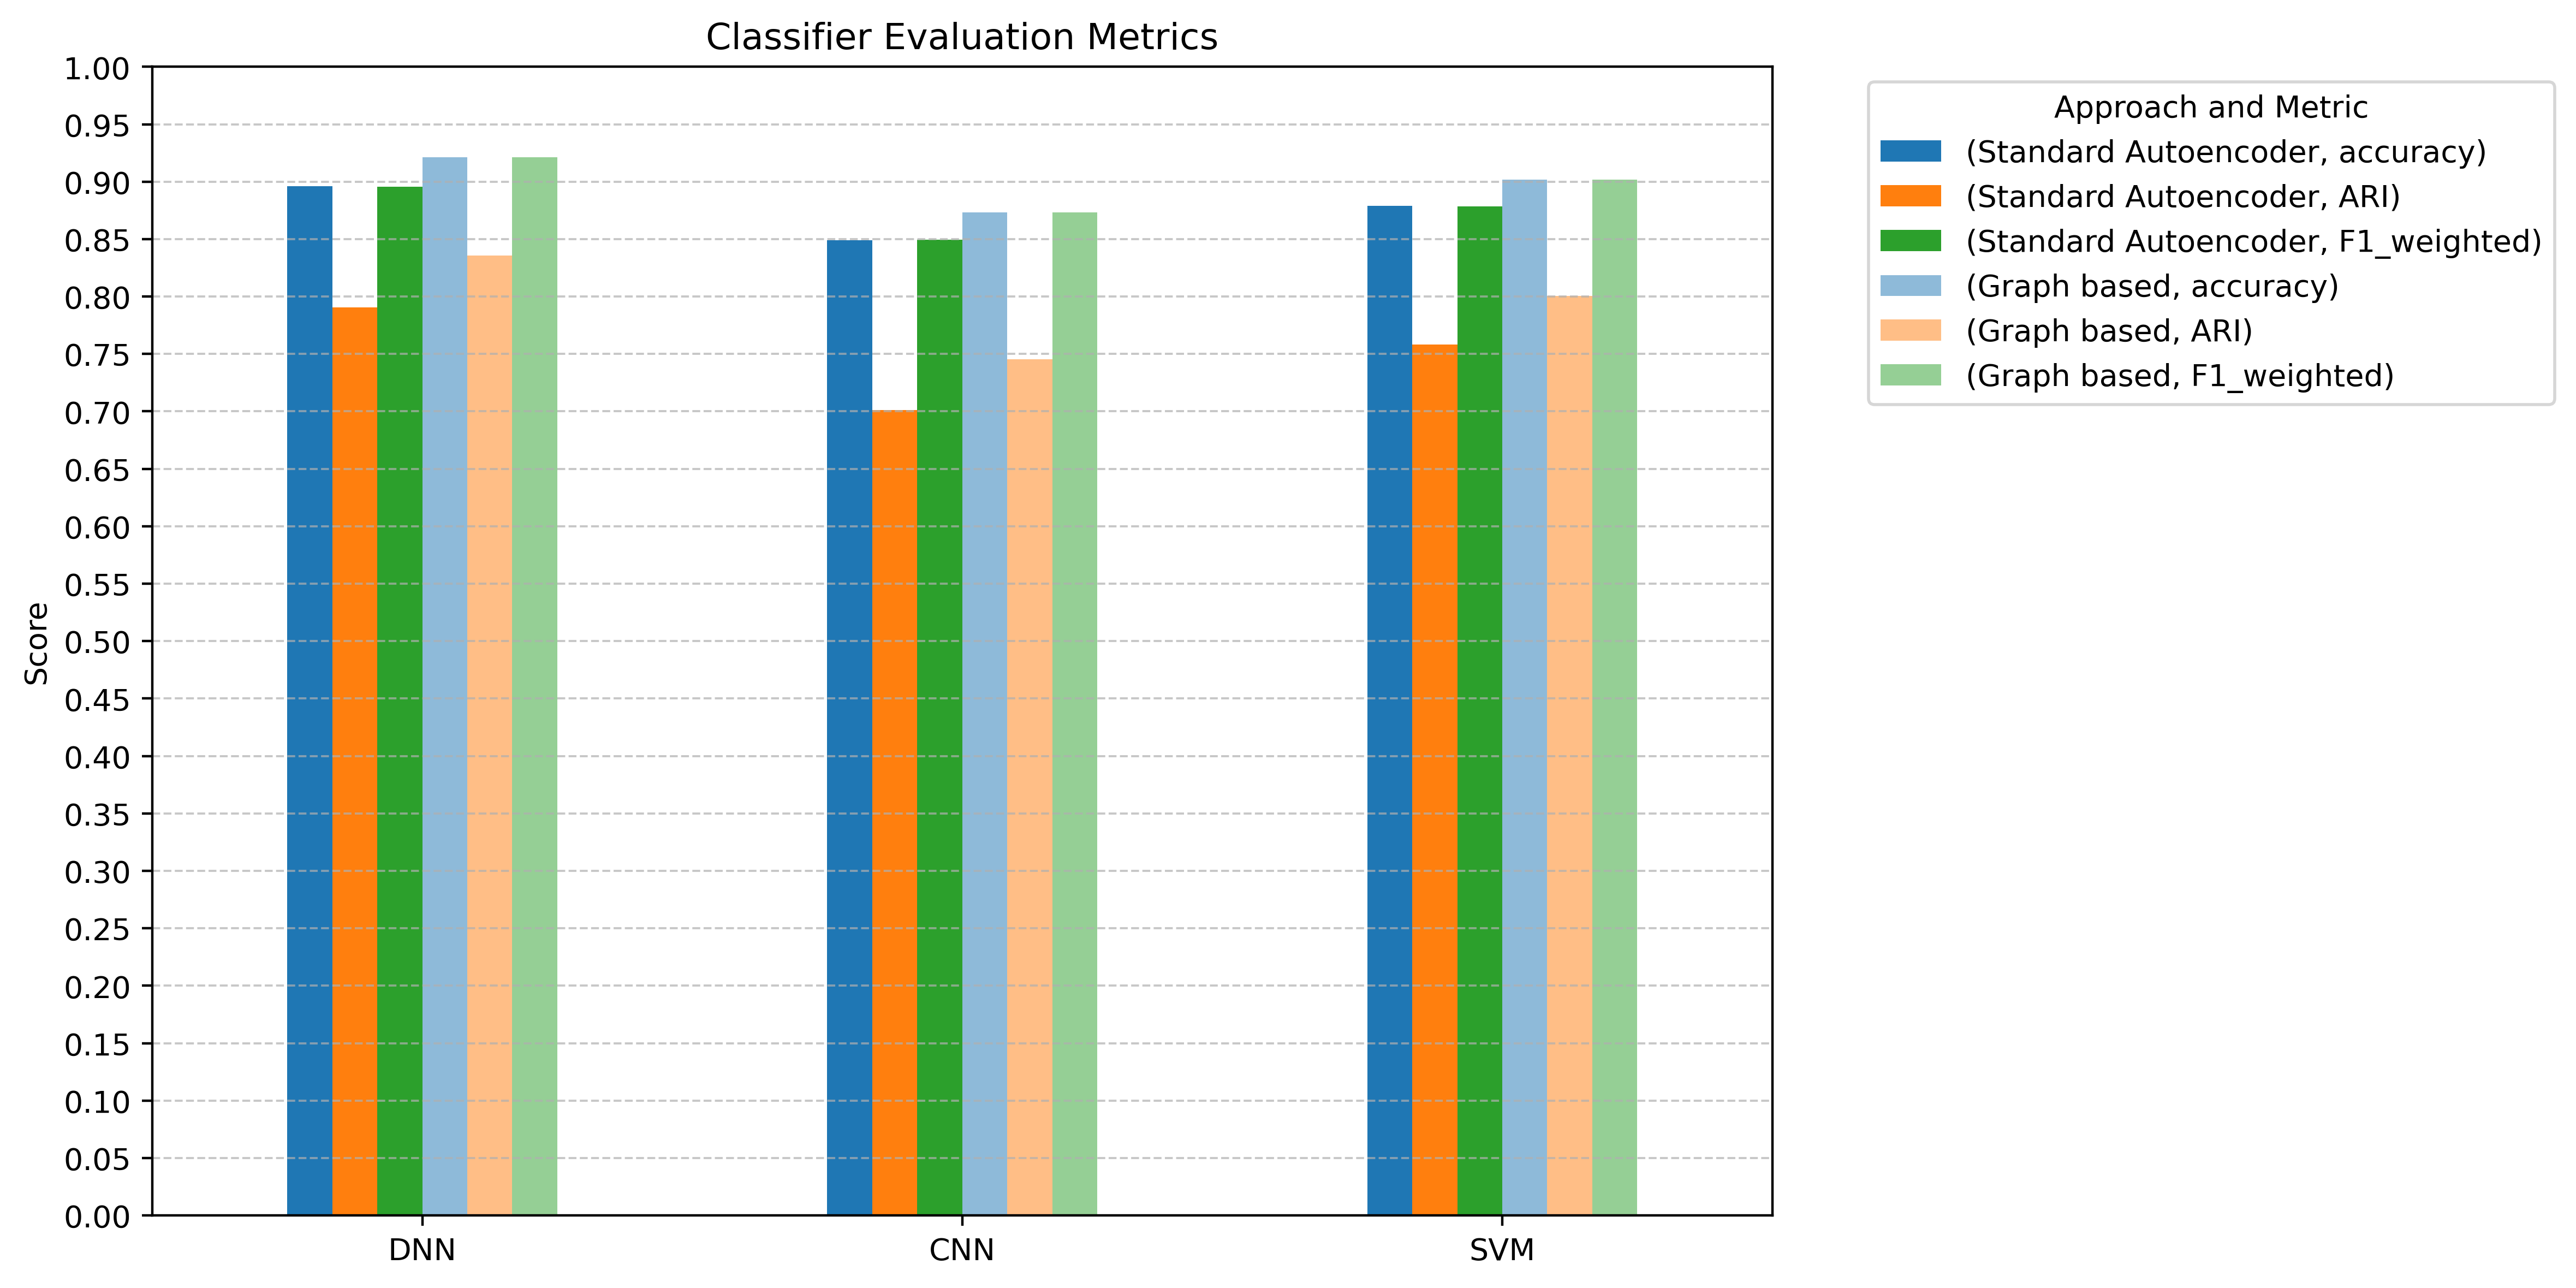 Classifier Evaluation Metrics
1.00
0.95
0.90
0.85
0.80
0.75
0.70
0.65
0.60
0.55
0.50
0.45
0.40
0.35
0.30
0.25
0.20
0.15
0.10
0.05
0.00
Score
DNN
CNN
SVM
Approach and Metric
(Standard Autoencoder, accuracy)
(Standard Autoencoder, ARI)
(Standard Autoencoder, F1_weighted)
(Graph based, accuracy)
(Graph based, ARI)
(Graph based, F1_weighted)